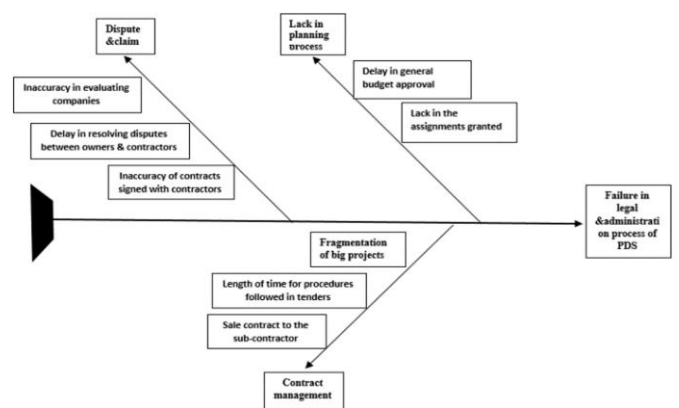 Dispute
&claim
Lack in
planning
process
Inaccuracy in evaluating
companies
Delay in general
budget approval
Delay in resolving disputes
between owners & contractors
Lack in the
assignments granted
Inaccuracy of contracts
signed with contractors
Failure in
legal
&administrati
on process of
PDS
Fragmentation
of big projects
Length of time for procedures
followed in tenders
Sale contract to the
sub-contractor
Contract
management